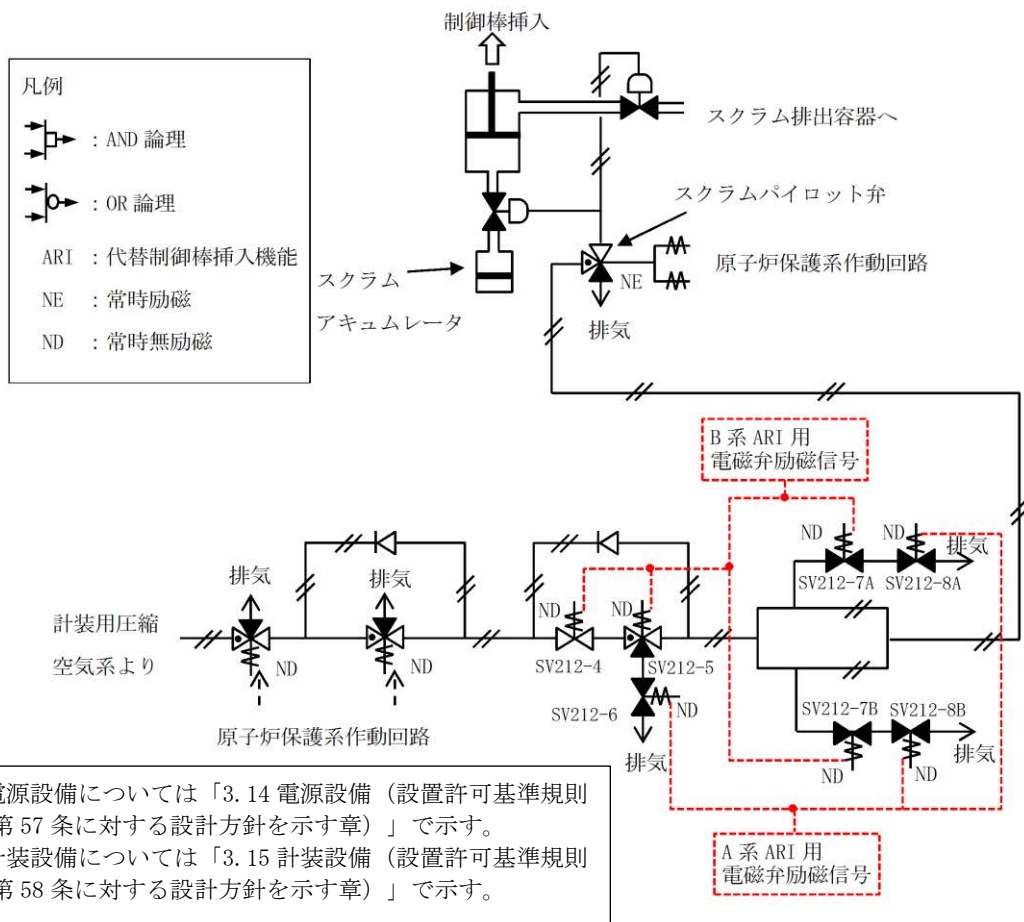 制御棒挿入
凡例
: AND 論理
: OR 論理
ARI : 代替制御棒挿入機能
NE : 常時励磁
ND : 常時無励磁
スクラム排出容器へ
スクラムパイロット弁
原子炉保護系作動回路
NE
排気
スクラム
アキュムレータ
B 系 ARI 用
電磁弁励磁信号
ND
ND
排気
SV212-7A
SV212-8A
排気
排気
計装用圧縮
空気系より
ND
ND
原子炉保護系作動回路
ND
ND
SV212-4
SV212-5
SV212-6
ND
排気
SV212-7B
SV212-8B
排気
ND
ND
A 系 ARI 用
電磁弁励磁信号
源設備については「3.14 電源設備（設置許可基準規則
第 57 条に対する設計方針を示す章）」で示す。
装設備については「3.15 計装設備（設置許可基準規則
第 58 条に対する設計方針を示す章）」で示す。